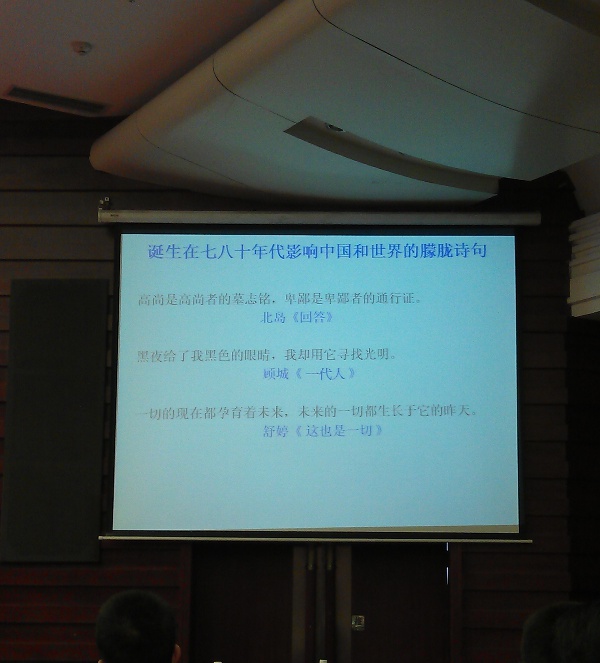 诞生在七八十年代影响中国和世界的朦胧诗句
高尚是高尚者的墓志铭，卑鄙是卑鄙者的通行证。
北岛《回答》
黑夜给了我黑色的眼睛，我却用它寻找光明。
顾城《一代人》
一切的现在都孕育着未来，未来的一切都生长于它的昨天。
舒婷《这也是一切》